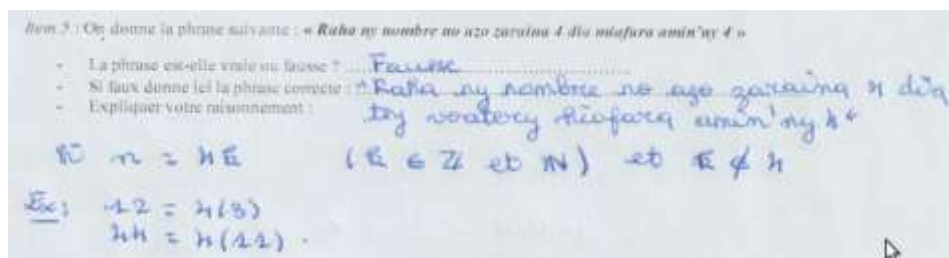 Item 5 : On donne la phrase suivante : « Raha ny nombre no azo zaraina 4 dia miafara amin'ny 4 »
- La phrase est-elle vraie ou fausse ? Fausse
- Si faux donne ici la phrase correcte : "Raha ny nombre no azo zaraina 4 dia
- Expliquer votre raisonnement : tsy voatery hiafara amin'ny 4"
n = 4k (k ∈ ℤ et ℕ) et k ∉ 4
Ex: 12 = 4(3)
44 = 4(11).